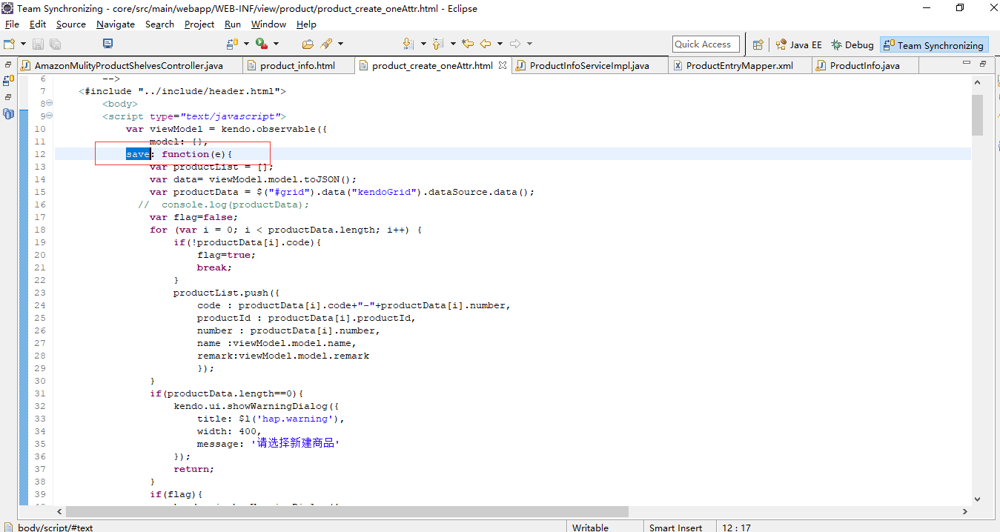 Team Synchronizing - core/src/main/webapp/WEB-INF/view/product/product_create_oneAttr.html - Eclipse
File Edit Source Navigate Search Project Run Window Help
Quick Access Java EE Debug Team Synchronizing
AmazonMulityProductShelvesController.java product_info.html product_create_oneAttr.html ProductInfoServiceImpl.java ProductEntryMapper.xml ProductInfo.java
6 -->
7 <#include "../include/header.html">
8 <body>
9 <script type="text/javascript">
10 var viewModel = kendo.observable({
11 model: {},
12 save: function(e){
13 var productList = [];
14 var data= viewModel.model.toJSON();
15 var productData = $("#grid").data("kendoGrid").dataSource.data();
16 // console.log(productData);
17 var flag=false;
18 for (var i = 0; i < productData.length; i++) {
19 if(!productData[i].code){
20 flag=true;
21 break;
22 }
23 productList.push({
24 code : productData[i].code+"-"+productData[i].number,
25 productId : productData[i].productId,
26 number : productData[i].number,
27 name :viewModel.model.name,
28 remark:viewModel.model.remark
29 });
30 }
31 if(productData.length==0){
32 kendo.ui.showWarningDialog({
33 title: $l('hap.warning'),
34 width: 400,
35 message: '请选择新建商品'
36 });
37 return;
38 }
39 if(flag){
body/script/#text Writable Smart Insert 12 : 17